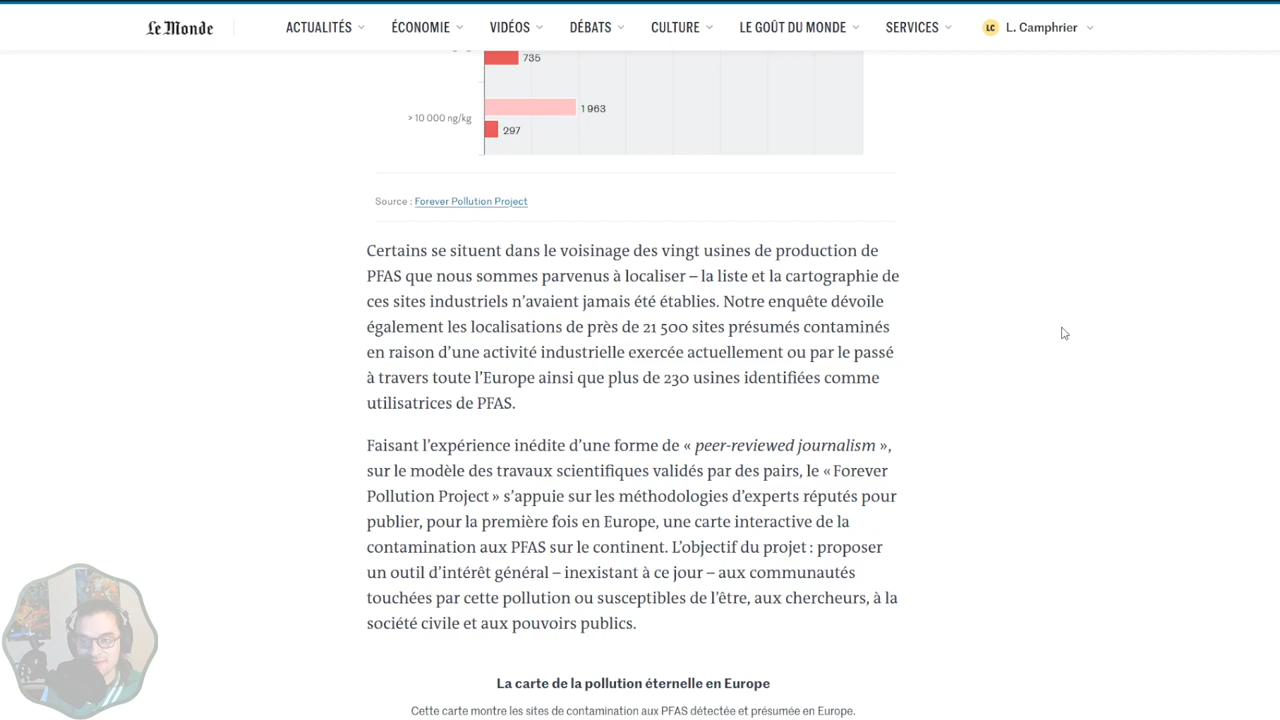 Le Monde
ACTUALITÉS
ÉCONOMIE
VIDÉOS
DÉBATS
CULTURE
LE GOÛT DU MONDE
SERVICES
LC
L. Camphrier
735
1 963
> 10 000 ng/kg
297
Source : Forever Pollution Project
Certains se situent dans le voisinage des vingt usines de production de
PFAS que nous sommes parvenus à localiser – la liste et la cartographie de
ces sites industriels n’avaient jamais été établies. Notre enquête dévoile
également les localisations de près de 21 500 sites présumés contaminés
en raison d’une activité industrielle exercée actuellement ou par le passé
à travers toute l’Europe ainsi que plus de 230 usines identifiées comme
utilisatrices de PFAS.
Faisant l’expérience inédite d’une forme de « peer-reviewed journalism »,
sur le modèle des travaux scientifiques validés par des pairs, le « Forever
Pollution Project » s’appuie sur les méthodologies d’experts réputés pour
publier, pour la première fois en Europe, une carte interactive de la
contamination aux PFAS sur le continent. L’objectif du projet : proposer
un outil d’intérêt général – inexistant à ce jour – aux communautés
touchées par cette pollution ou susceptibles de l’être, aux chercheurs, à la
société civile et aux pouvoirs publics.
La carte de la pollution éternelle en Europe
Cette carte montre les sites de contamination aux PFAS détectée et présumée en Europe.